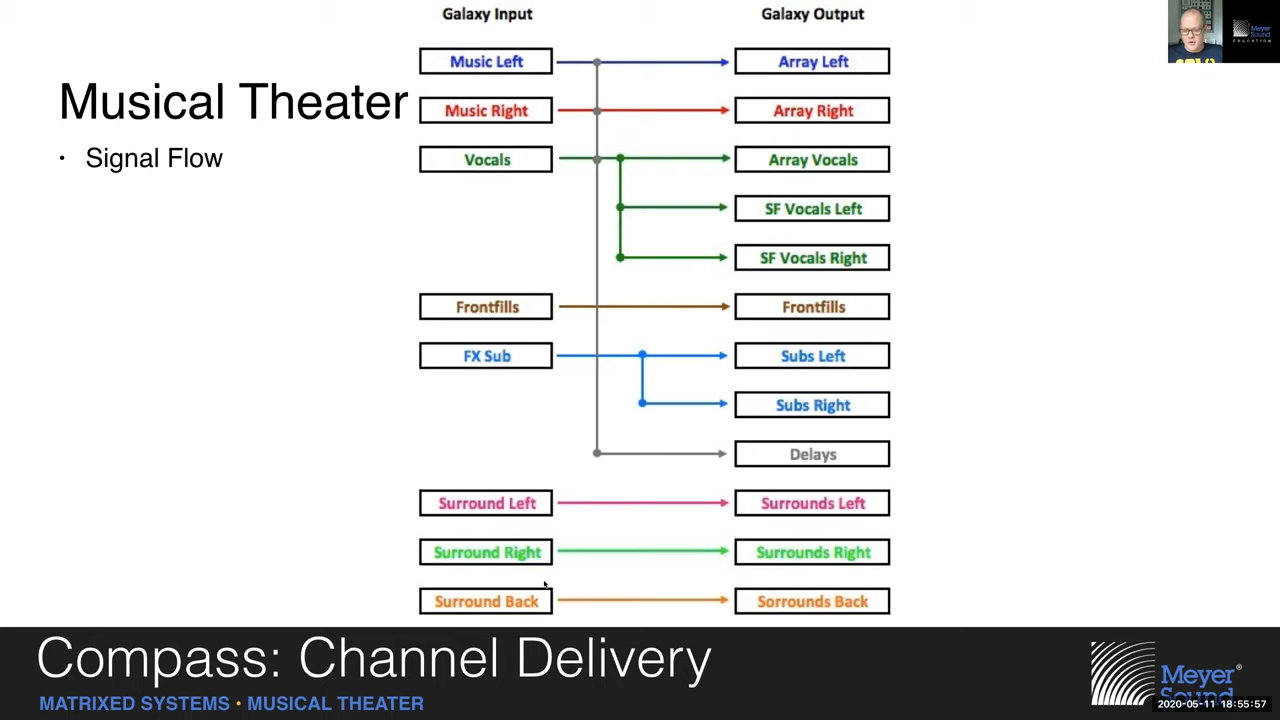 Galaxy Input Galaxy Output
Musical Theater
• Signal Flow
Music Left Array Left
Music Right Array Right
Vocals Array Vocals
SF Vocals Left
SF Vocals Right
Frontfills Frontfills
FX Sub Subs Left
Subs Right
Delays
Surround Left Surrounds Left
Surround Right Surrounds Right
Surround Back Sorrounds Back
Compass: Channel Delivery
MATRIXED SYSTEMS • MUSICAL THEATER
Meyer
Sound
EDUCATION
Meyer®
Sound
2020-05-11 18:55:57